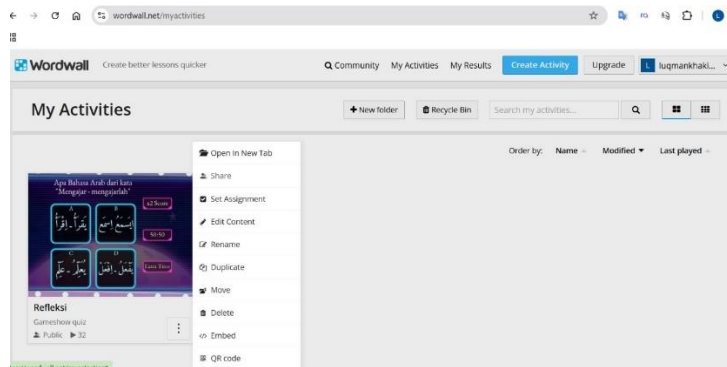 wordwall.net/myactivities
Wordwall
Create better lessons quicker
Community
My Activities
My Results
Create Activity
Upgrade
L
luqmankhaki...
My Activities
New folder
Recycle Bin
Search my activities...
Order by:
Name
Modified
Last played
Apa Bahasa Arab dari kata
"Mengajar - mengajarlah"
x2 Score
50:50
Extra Time
A
يَقْرَأُ ـ اِقْرَأْ
B
يَسْمَعُ اِسْمَعْ
C
يُعَلِّمُ ـ عَلِّمْ
D
يَفْعَلُ ـ اِفْعَلْ
Refleksi
Gameshow quiz
Public
32
Open In New Tab
Share
Set Assignment
Edit Content
Rename
Duplicate
Move
Delete
Embed
QR code